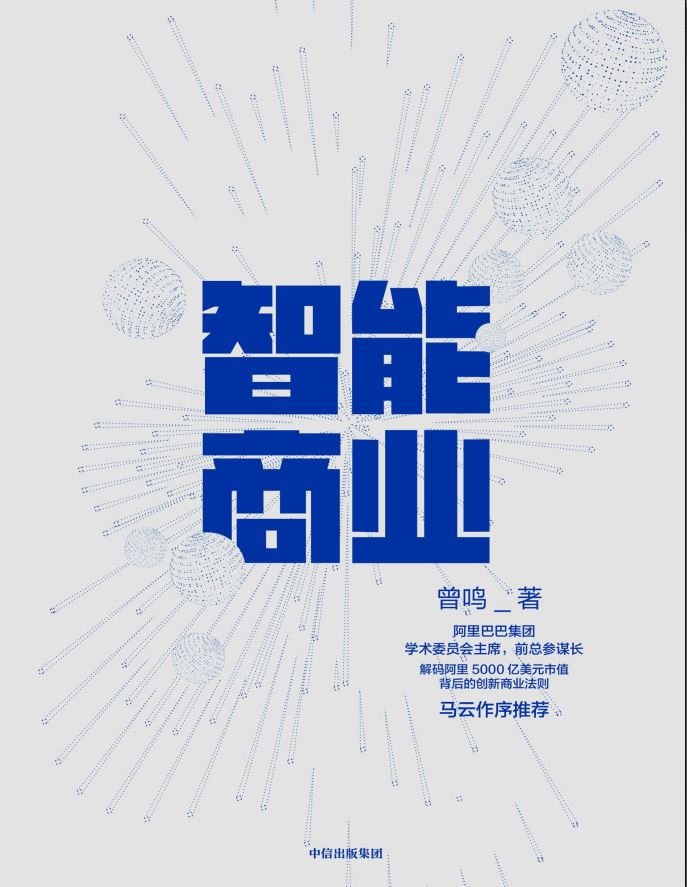 智能
商业
曾鸣_著
阿里巴巴集团
学术委员会主席，前总参谋长
解码阿里 5000 亿美元市值
背后的创新商业法则
马云作序推荐
中信出版集团